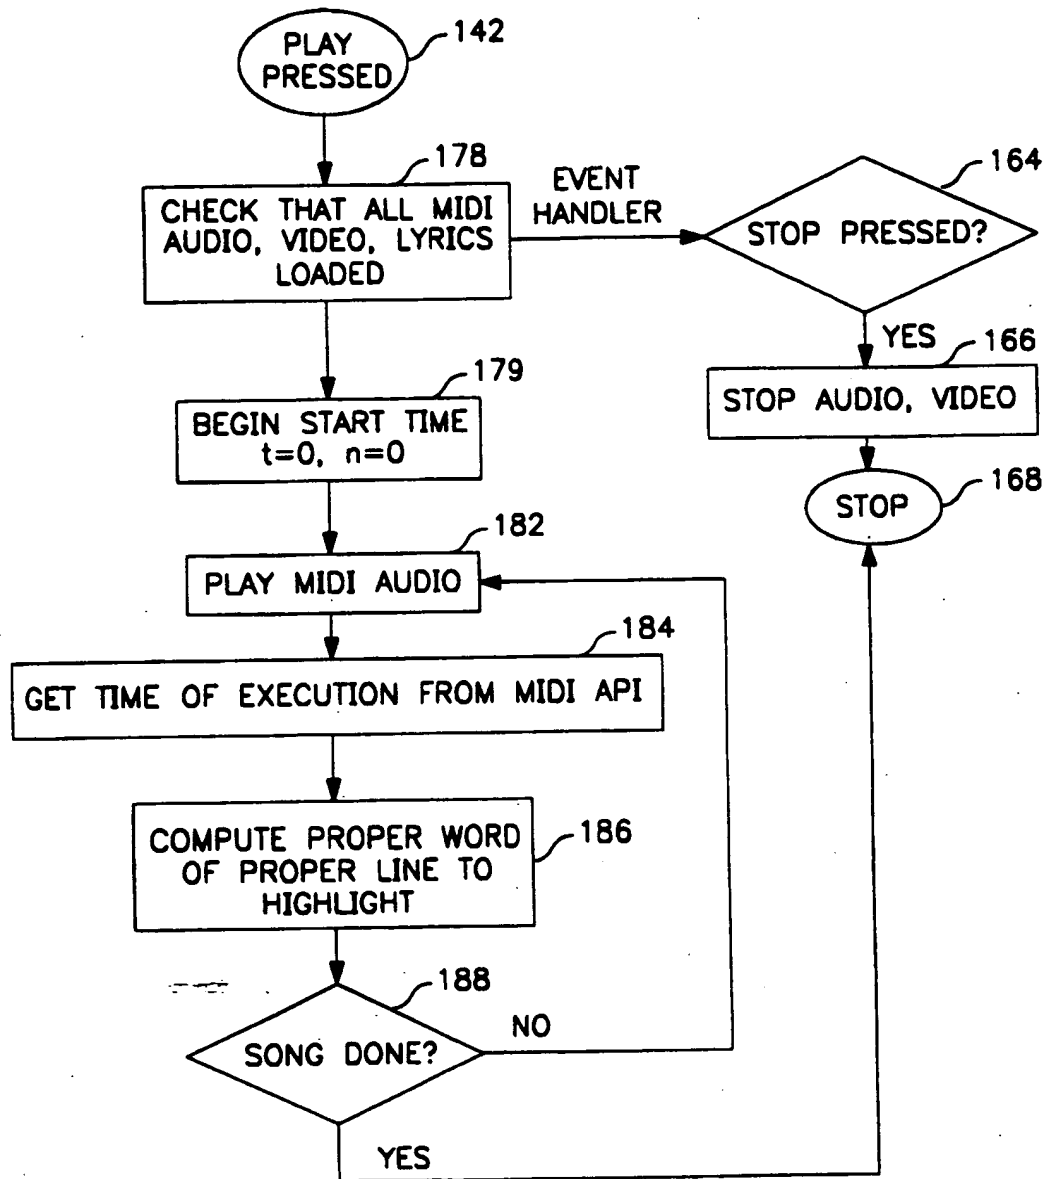 PLAY
PRESSED
142
178
CHECK THAT ALL MIDI
AUDIO, VIDEO, LYRICS
LOADED
EVENT
HANDLER
164
STOP PRESSED?
YES
166
STOP AUDIO, VIDEO
168
STOP
179
BEGIN START TIME
t=0, n=0
182
PLAY MIDI AUDIO
184
GET TIME OF EXECUTION FROM MIDI API
186
COMPUTE PROPER WORD
OF PROPER LINE TO
HIGHLIGHT
188
SONG DONE?
NO
YES